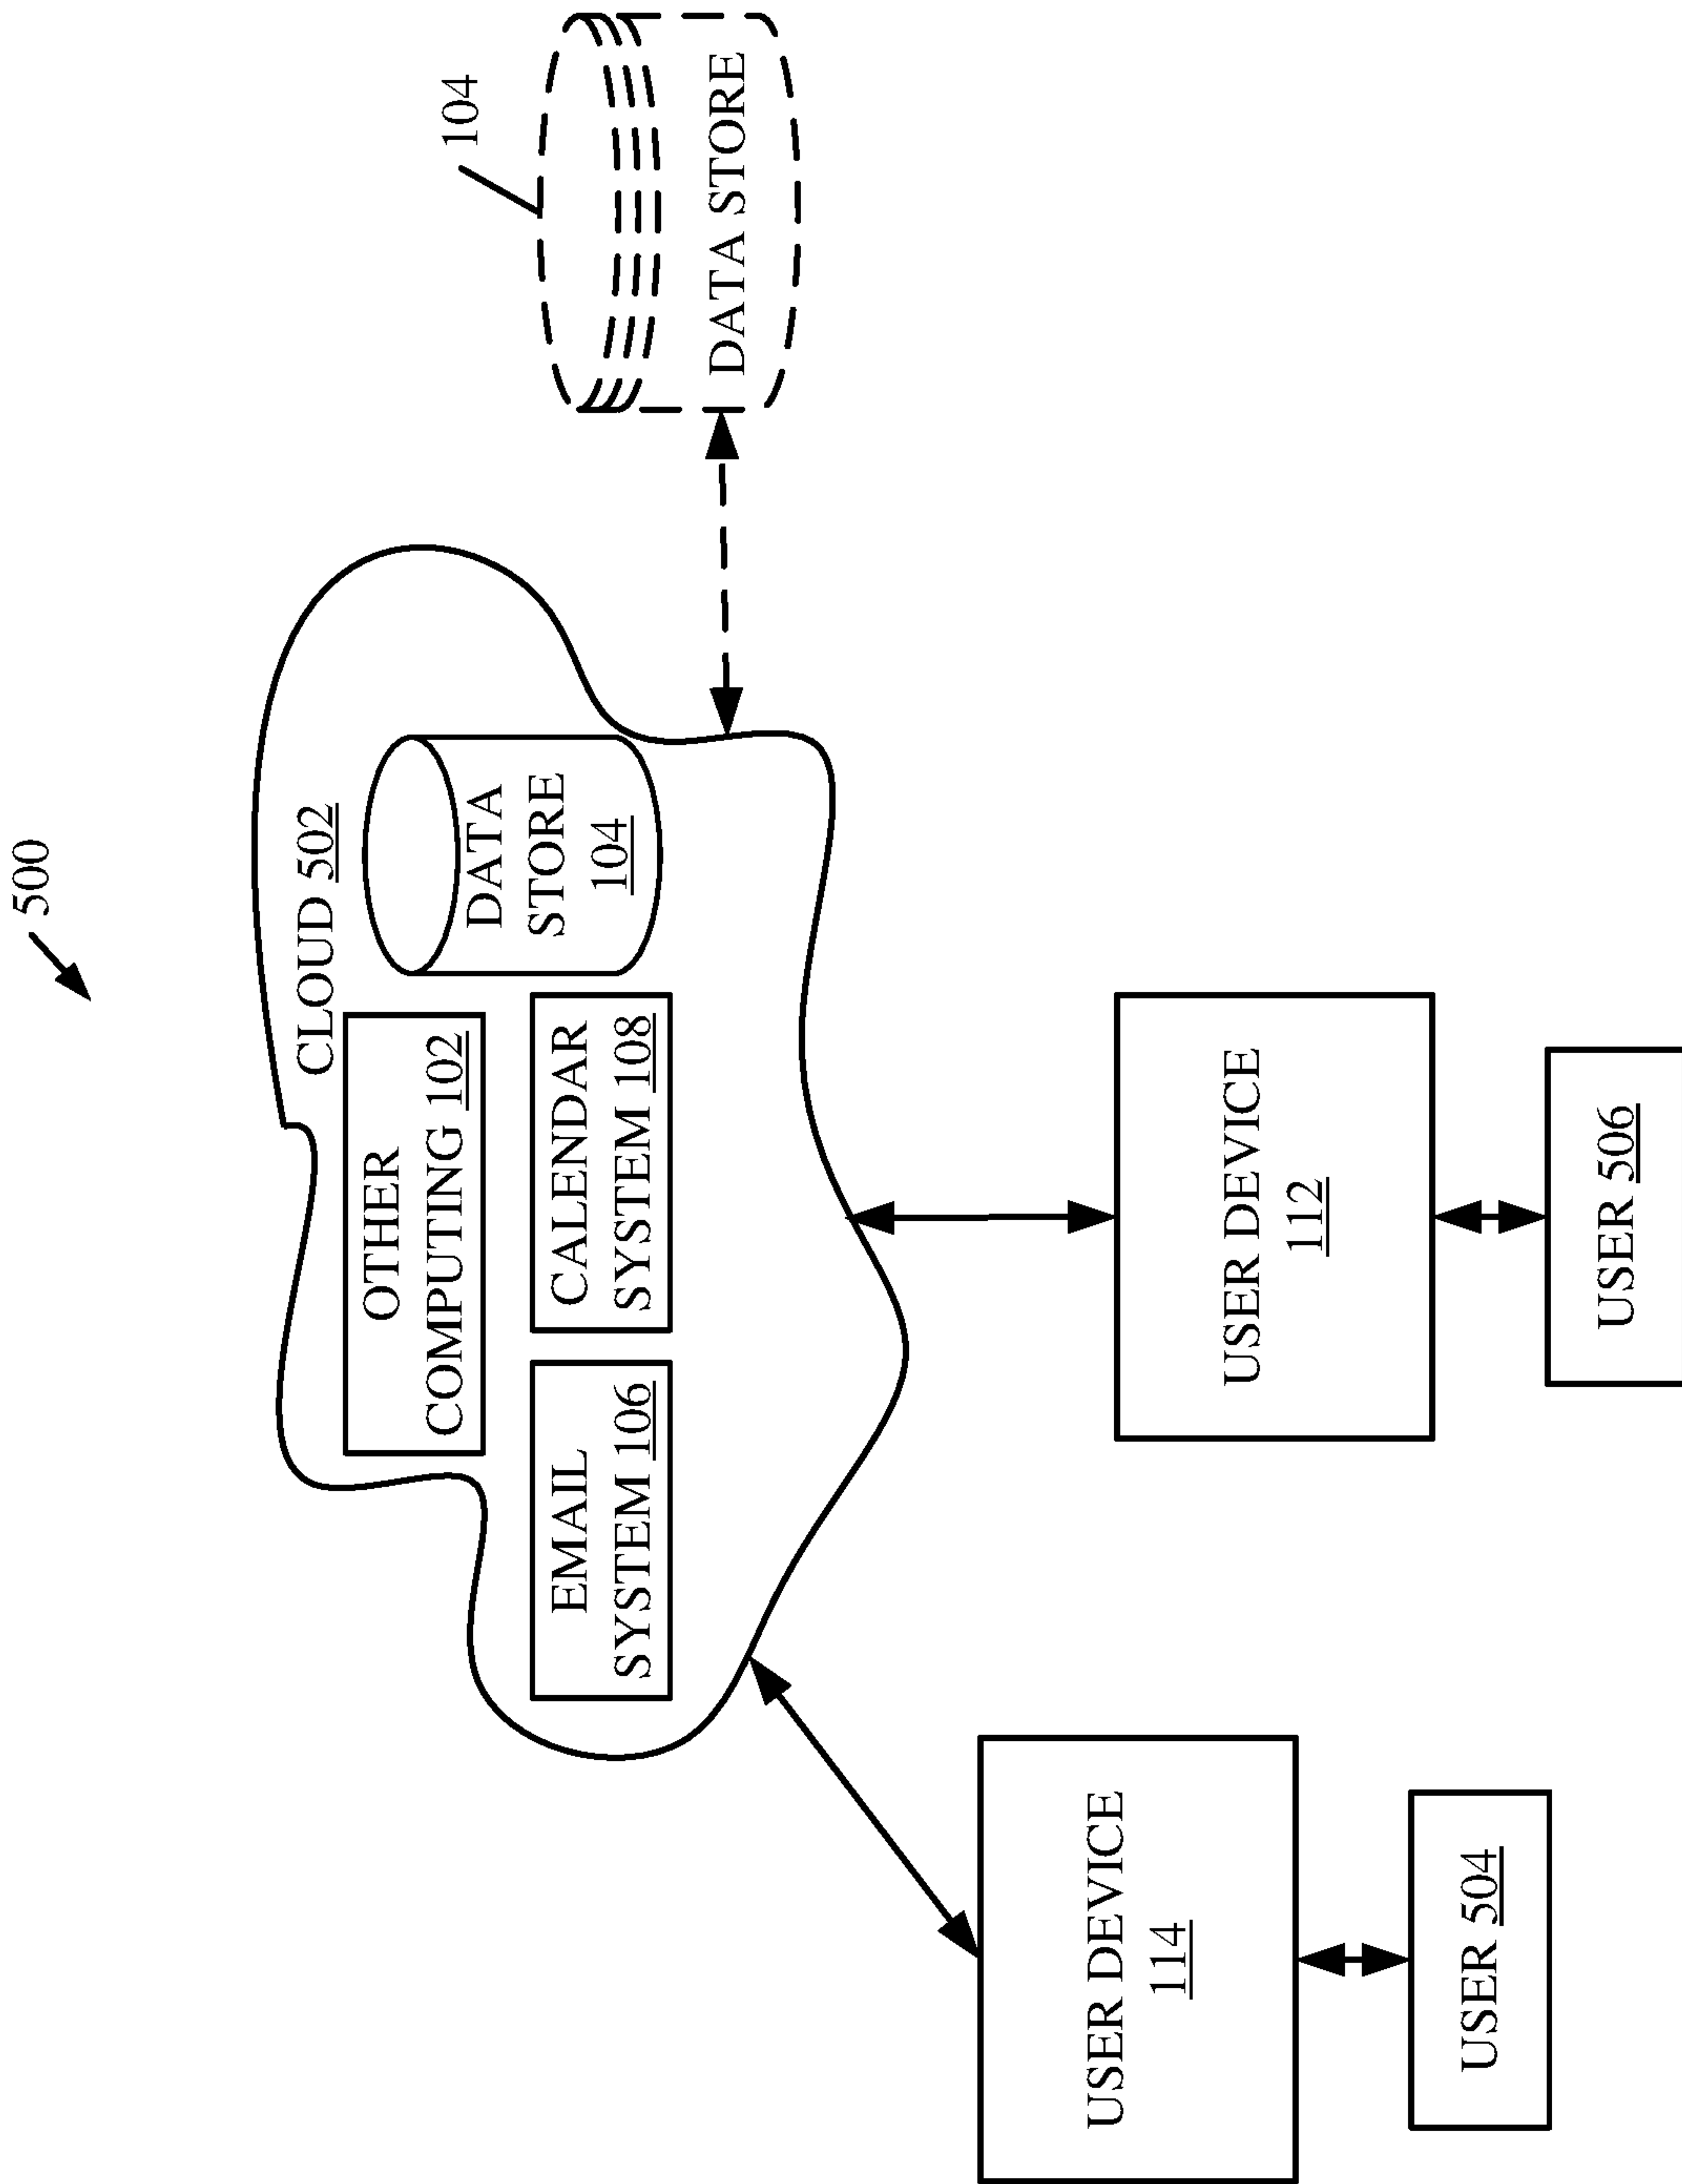 500
CLOUD 502
OTHER
COMPUTING 102
DATA
STORE
104
EMAIL
SYSTEM 106
CALENDAR
SYSTEM 108
104
DATA STORE
USER DEVICE
114
USER DEVICE
112
USER 504
USER 506